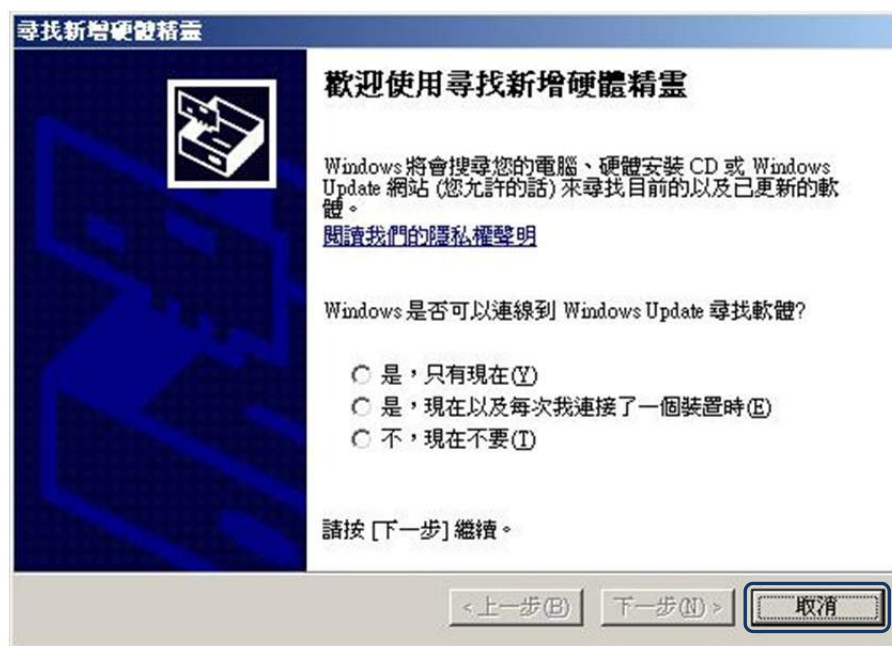 尋找新增硬體精靈
歡迎使用尋找新增硬體精靈
Windows 將會搜尋您的電腦、硬體安裝 CD 或 Windows
Update 網站 (您允許的話) 來尋找目前的以及已更新的軟
體。
閱讀我們的隱私權聲明
Windows 是否可以連線到 Windows Update 尋找軟體?
是，只有現在(Y)
是，現在以及每次我連接了一個裝置時(E)
不，現在不要(T)
請按 [下一步] 繼續。
<上一步(B) 下一步(N)> 取消